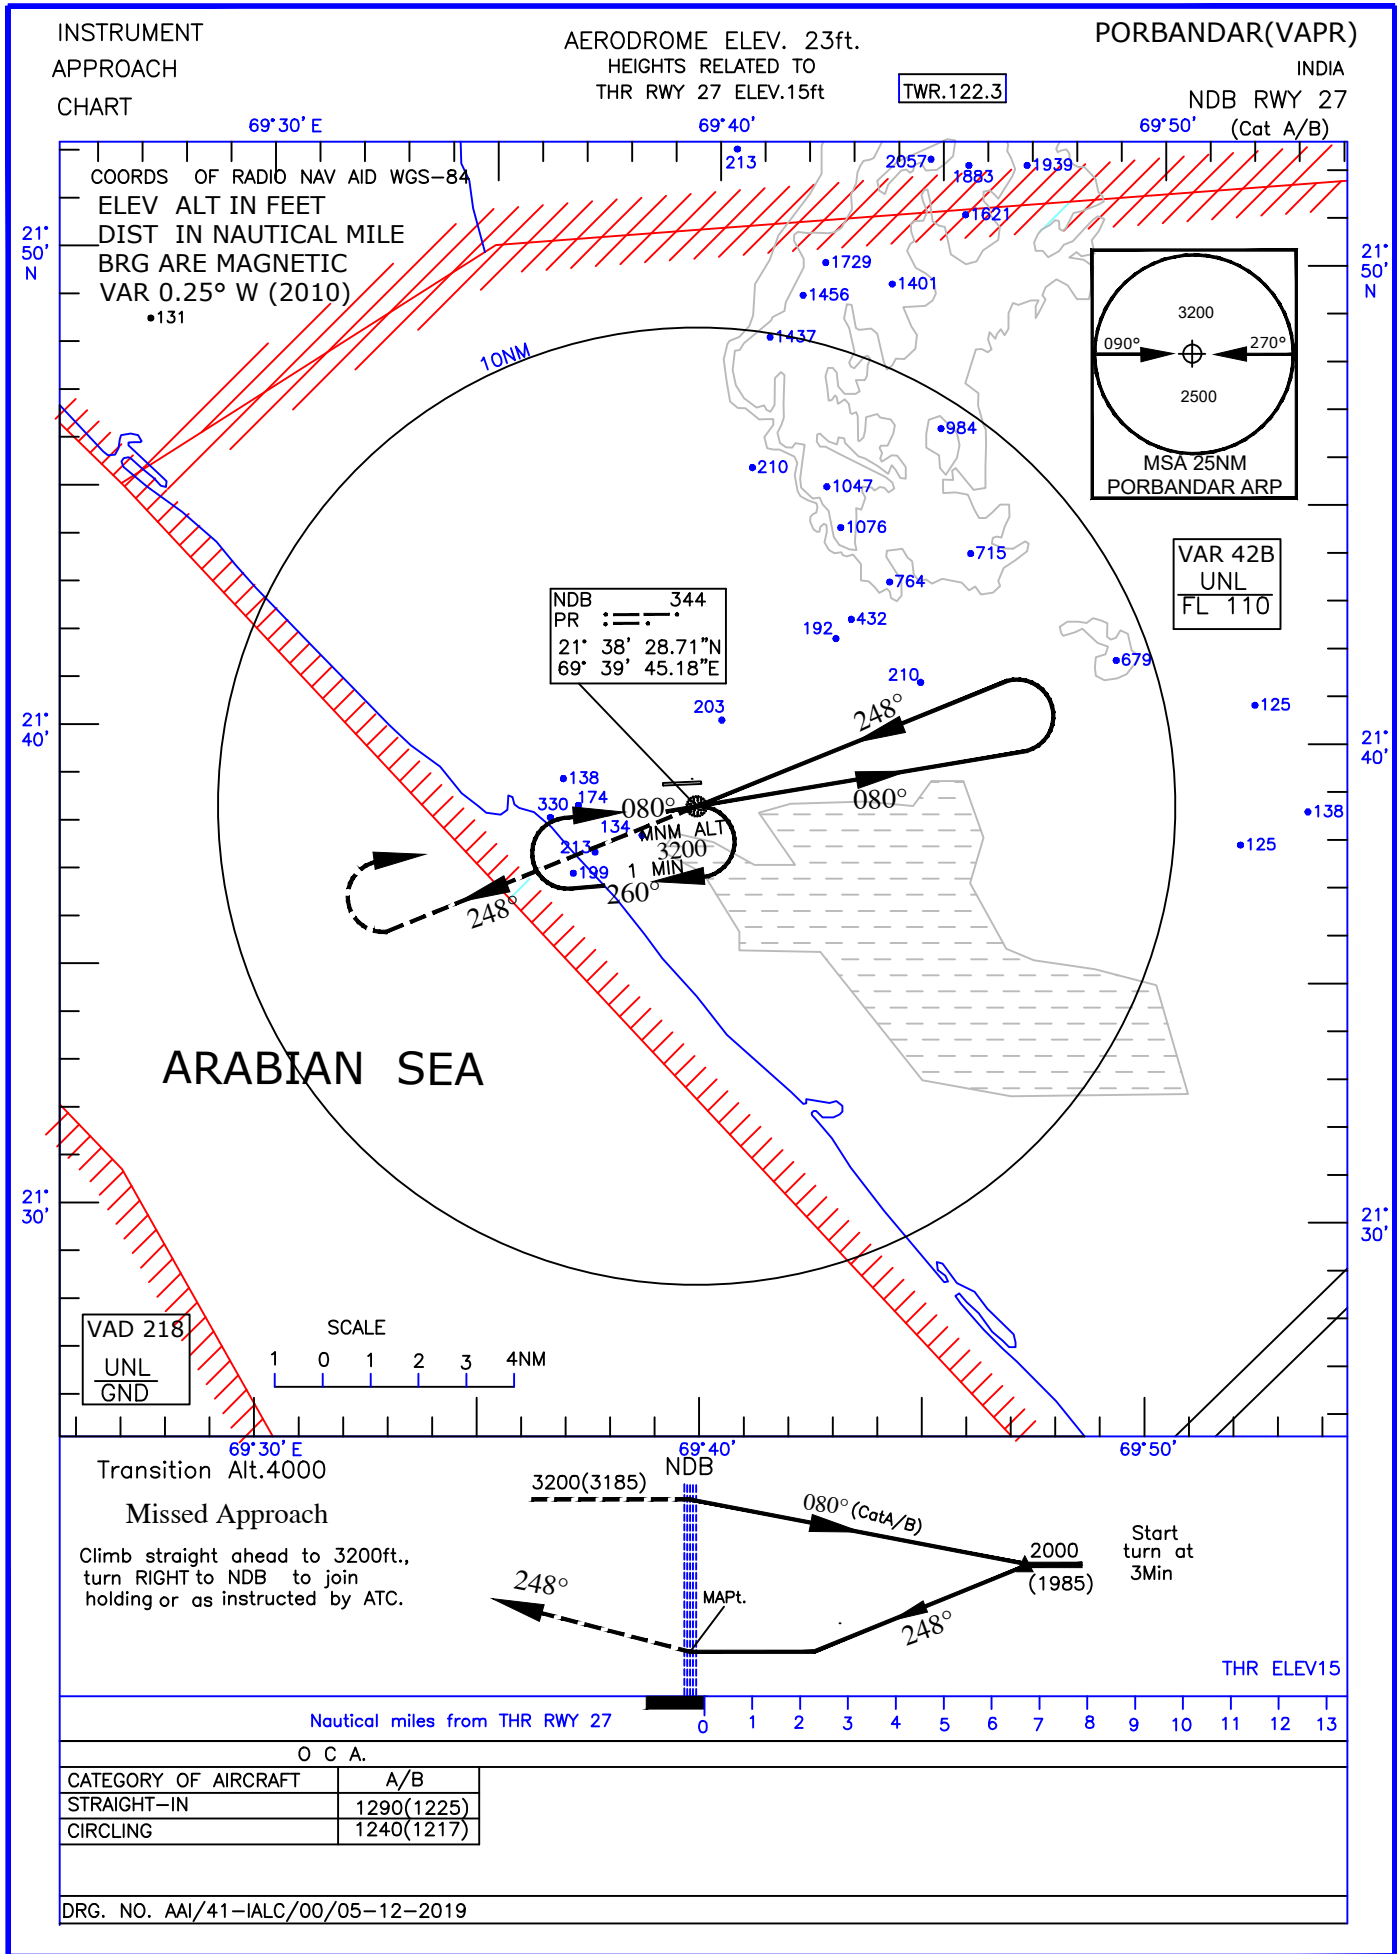 INSTRUMENT
APPROACH
CHART
AERODROME ELEV. 23ft.
HEIGHTS RELATED TO
THR RWY 27 ELEV.15ft
TWR.122.3
PORBANDAR(VAPR)
INDIA
NDB RWY 27
(Cat A/B)
69°30' E
69°40'
69°50'
COORDS OF RADIO NAV AID WGS-84
ELEV ALT IN FEET
DIST IN NAUTICAL MILE
BRG ARE MAGNETIC
VAR 0.25° W (2010)
131
21°
50'
N
21°
50'
N
213
2057
1883
1939
1621
1729
1401
1456
1437
10NM
3200
090°
270°
2500
MSA 25NM
PORBANDAR ARP
984
210
1047
1076
715
764
VAR 42B
UNL
FL 110
NDB 344
PR
21° 38' 28.71"N
69° 39' 45.18"E
432
192
679
210
203
125
248°
21°
40'
21°
40'
138
174
330
080°
080°
134
MNM ALT
3200
213
1 MIN
199
260°
248°
138
125
ARABIAN SEA
21°
30'
21°
30'
VAD 218
UNL
GND
SCALE
1 0 1 2 3 4NM
69°30' E
69°40'
69°50'
Transition Alt.4000
Missed Approach
Climb straight ahead to 3200ft.,
turn RIGHT to NDB to join
holding or as instructed by ATC.
NDB
3200(3185)
080° (CatA/B)
2000
(1985)
Start
turn at
3Min
248°
MAPt.
248°
THR ELEV15
Nautical miles from THR RWY 27
0 1 2 3 4 5 6 7 8 9 10 11 12 13
O C A.
CATEGORY OF AIRCRAFT A/B
STRAIGHT-IN 1290(1225)
CIRCLING 1240(1217)
DRG. NO. AAI/41-IALC/00/05-12-2019